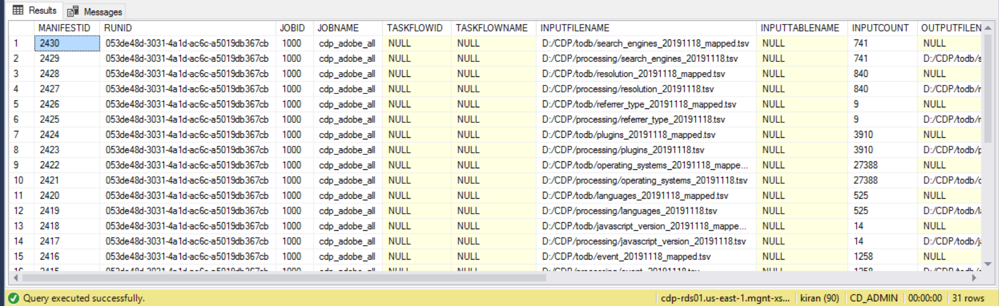 Results Messages
MANIFESTID RUNID JOBID JOBNAME TASKFLOWID TASKFLOWNAME INPUTFILENAME INPUTTABLENAME INPUTCOUNT OUTPUTFILEN
1 2430 053de48d-3031-4a1d-ac6c-a5019db367cb 1000 cdp_adobe_all NULL NULL D:/CDP/todb/search_engines_20191118_mapped.tsv NULL 741 NULL
2 2429 053de48d-3031-4a1d-ac6c-a5019db367cb 1000 cdp_adobe_all NULL NULL D:/CDP/processing/search_engines_20191118.tsv NULL 741 D:/CDP/todb/s
3 2428 053de48d-3031-4a1d-ac6c-a5019db367cb 1000 cdp_adobe_all NULL NULL D:/CDP/todb/resolution_20191118_mapped.tsv NULL 840 NULL
4 2427 053de48d-3031-4a1d-ac6c-a5019db367cb 1000 cdp_adobe_all NULL NULL D:/CDP/processing/resolution_20191118.tsv NULL 840 D:/CDP/todb/r
5 2426 053de48d-3031-4a1d-ac6c-a5019db367cb 1000 cdp_adobe_all NULL NULL D:/CDP/todb/referrer_type_20191118_mapped.tsv NULL 9 NULL
6 2425 053de48d-3031-4a1d-ac6c-a5019db367cb 1000 cdp_adobe_all NULL NULL D:/CDP/processing/referrer_type_20191118.tsv NULL 9 D:/CDP/todb/r
7 2424 053de48d-3031-4a1d-ac6c-a5019db367cb 1000 cdp_adobe_all NULL NULL D:/CDP/todb/plugins_20191118_mapped.tsv NULL 3910 NULL
8 2423 053de48d-3031-4a1d-ac6c-a5019db367cb 1000 cdp_adobe_all NULL NULL D:/CDP/processing/plugins_20191118.tsv NULL 3910 D:/CDP/todb/p
9 2422 053de48d-3031-4a1d-ac6c-a5019db367cb 1000 cdp_adobe_all NULL NULL D:/CDP/todb/operating_systems_20191118_mappe... NULL 27388 NULL
10 2421 053de48d-3031-4a1d-ac6c-a5019db367cb 1000 cdp_adobe_all NULL NULL D:/CDP/processing/operating_systems_20191118.tsv NULL 27388 D:/CDP/todb/o
11 2420 053de48d-3031-4a1d-ac6c-a5019db367cb 1000 cdp_adobe_all NULL NULL D:/CDP/todb/languages_20191118_mapped.tsv NULL 525 NULL
12 2419 053de48d-3031-4a1d-ac6c-a5019db367cb 1000 cdp_adobe_all NULL NULL D:/CDP/processing/languages_20191118.tsv NULL 525 D:/CDP/todb/la
13 2418 053de48d-3031-4a1d-ac6c-a5019db367cb 1000 cdp_adobe_all NULL NULL D:/CDP/todb/javascript_version_20191118_mappe... NULL 14 NULL
14 2417 053de48d-3031-4a1d-ac6c-a5019db367cb 1000 cdp_adobe_all NULL NULL D:/CDP/processing/javascript_version_20191118.tsv NULL 14 D:/CDP/todb/ja
15 2416 053de48d-3031-4a1d-ac6c-a5019db367cb 1000 cdp_adobe_all NULL NULL D:/CDP/todb/event_20191118_mapped.tsv NULL 1258 NULL
Query executed successfully. cdp-rds01.us-east-1.mgnt-xs... kiran (90) CD_ADMIN 00:00:00 31 rows